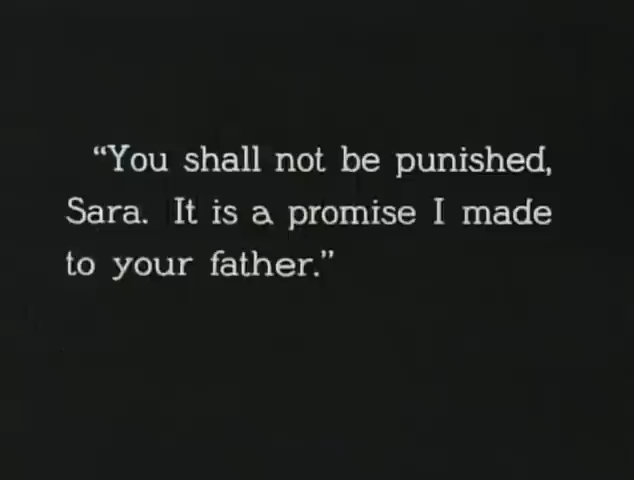 “You shall not be punished,
Sara. It is a promise I made
to your father.”